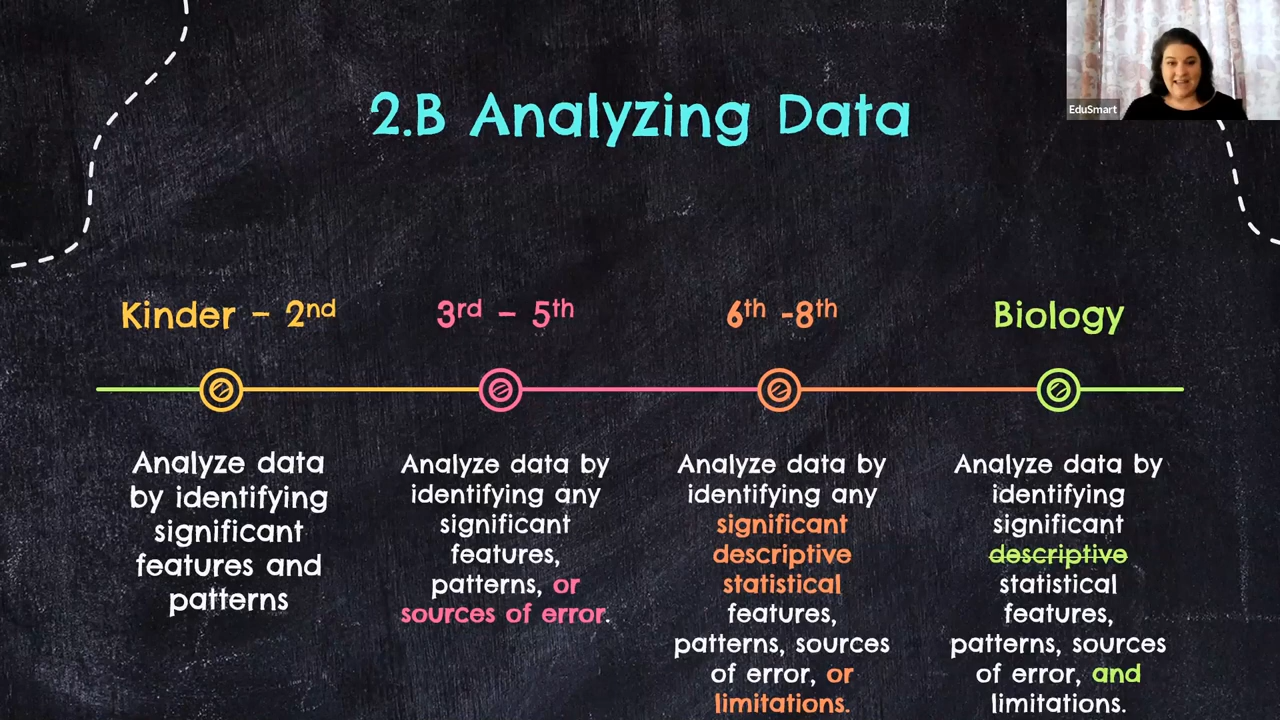 2.B Analyzing Data
EduSmart
Kinder – 2nd
Analyze data
by identifying
significant
features and
patterns
3rd – 5th
Analyze data by
identifying any
significant
features,
patterns, or
sources of error.
6th -8th
Analyze data by
identifying any
significant
descriptive
statistical
features,
patterns, sources
of error, or
limitations.
Biology
Analyze data by
identifying
significant
descriptive
statistical
features,
patterns, sources
of error, and
limitations.